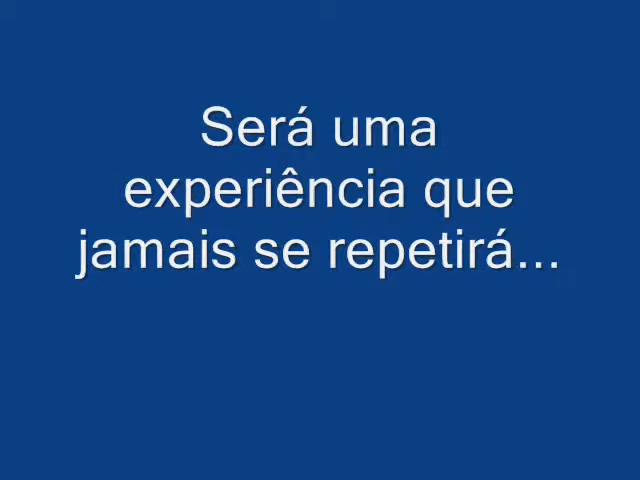 Será uma
experiência que
jamais se repetirá...